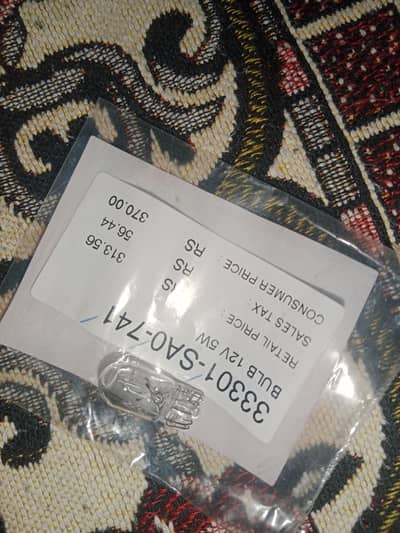 33301-SA0-741
BULB 12V 5W
RETAIL PRICE : RS 313.56
SALES TAX : RS 56.44
CONSUMER PRICE : RS 370.00